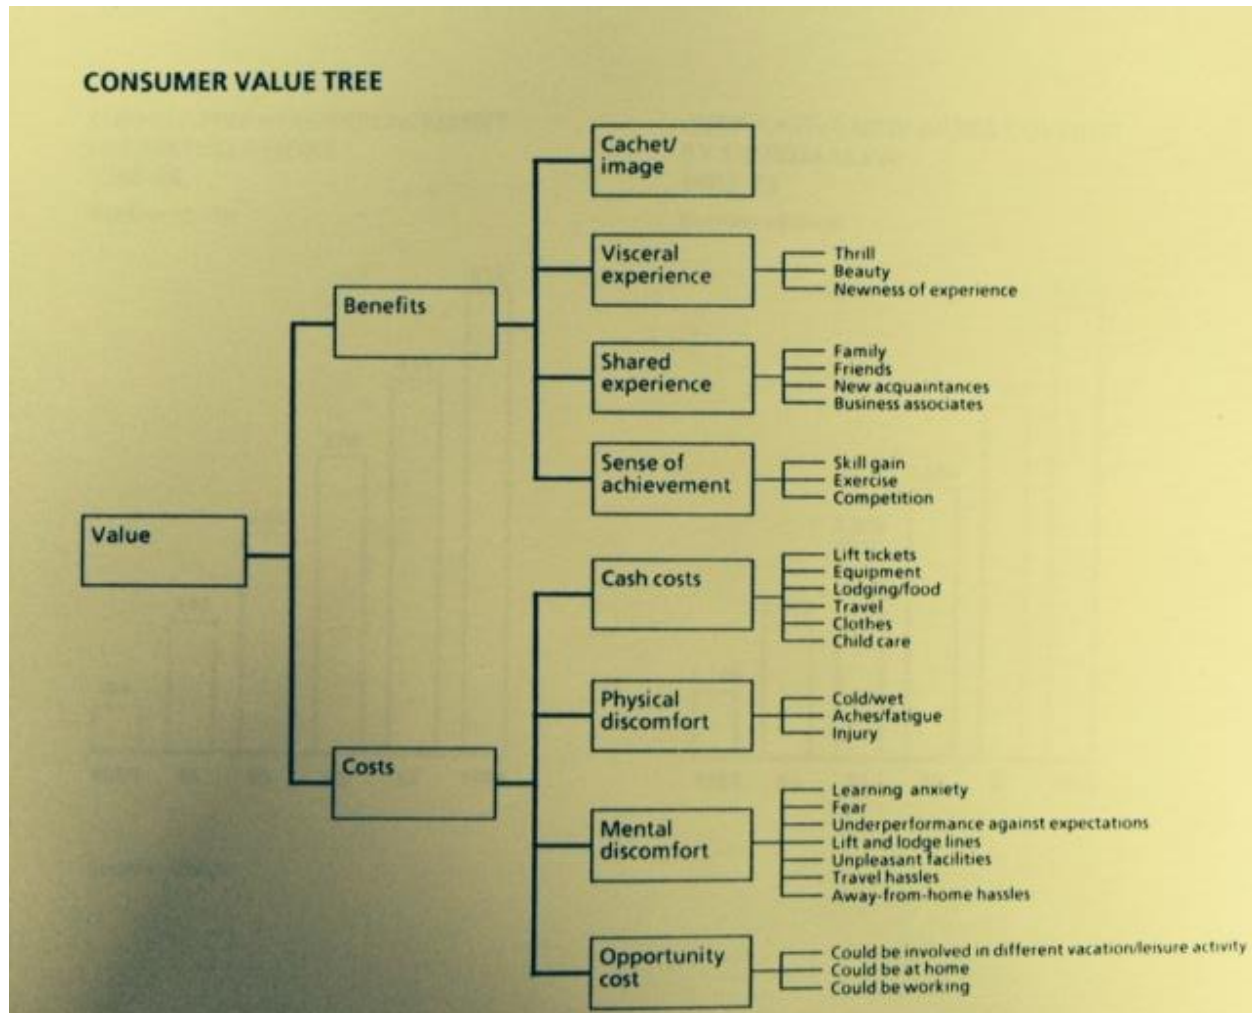 CONSUMER VALUE TREE
Value
Benefits
Cachet/
image
Visceral
experience
Thrill
Beauty
Newness of experience
Shared
experience
Family
Friends
New acquaintances
Business associates
Sense of
achievement
Skill gain
Exercise
Competition
Costs
Cash costs
Lift tickets
Equipment
Lodging/food
Travel
Clothes
Child care
Physical
discomfort
Cold/wet
Aches/fatigue
Injury
Mental
discomfort
Learning anxiety
Fear
Underperformance against expectations
Lift and lodge lines
Unpleasant facilities
Travel hassles
Away-from-home hassles
Opportunity
cost
Could be involved in different vacation/leisure activity
Could be at home
Could be working